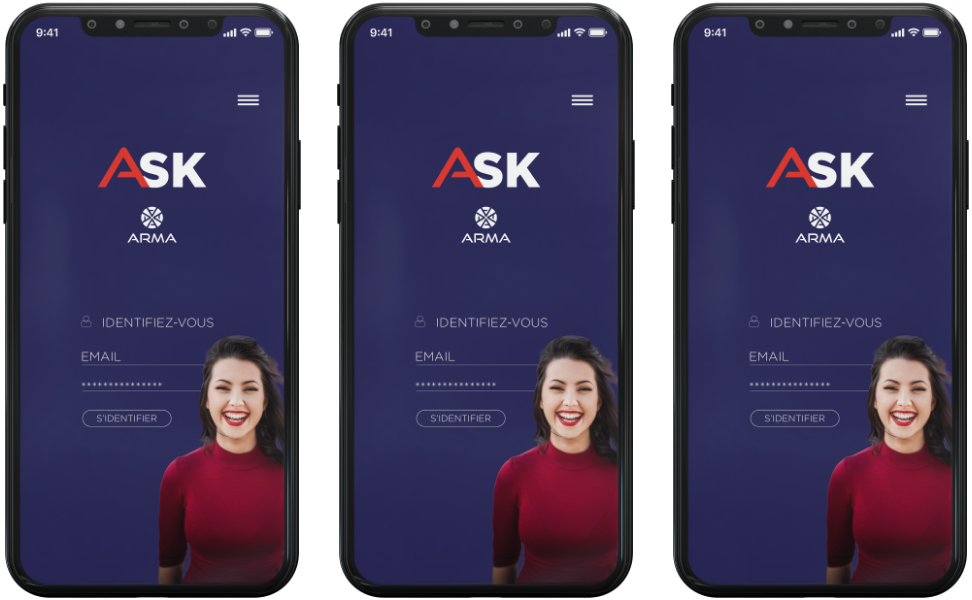 9:41
ASK
ARMA
IDENTIFIEZ-VOUS
EMAIL
***************
S'IDENTIFIER
9:41
ASK
ARMA
IDENTIFIEZ-VOUS
EMAIL
***************
S'IDENTIFIER
9:41
ASK
ARMA
IDENTIFIEZ-VOUS
EMAIL
***************
S'IDENTIFIER